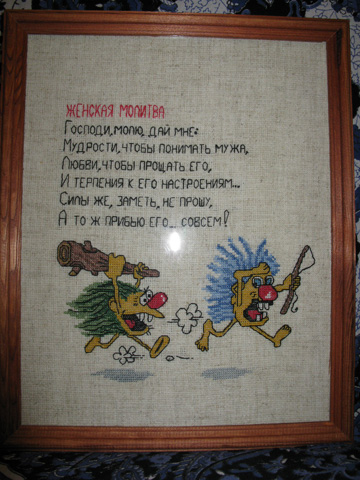 ЖЕНСКАЯ МОЛИТВА
ГОСПОДИ, МОЛЮ, ДАЙ МНЕ:
МУДРОСТИ, ЧТОБЫ ПОНИМАТЬ МУЖА,
ЛЮБВИ, ЧТОБЫ ПРОЩАТЬ ЕГО,
И ТЕРПЕНИЯ К ЕГО НАСТРОЕНИЯМ...
СИЛЫ ЖЕ, ЗАМЕТЬ, НЕ ПРОШУ,
А ТО Ж ПРИБЬЮ ЕГО... СОВСЕМ!